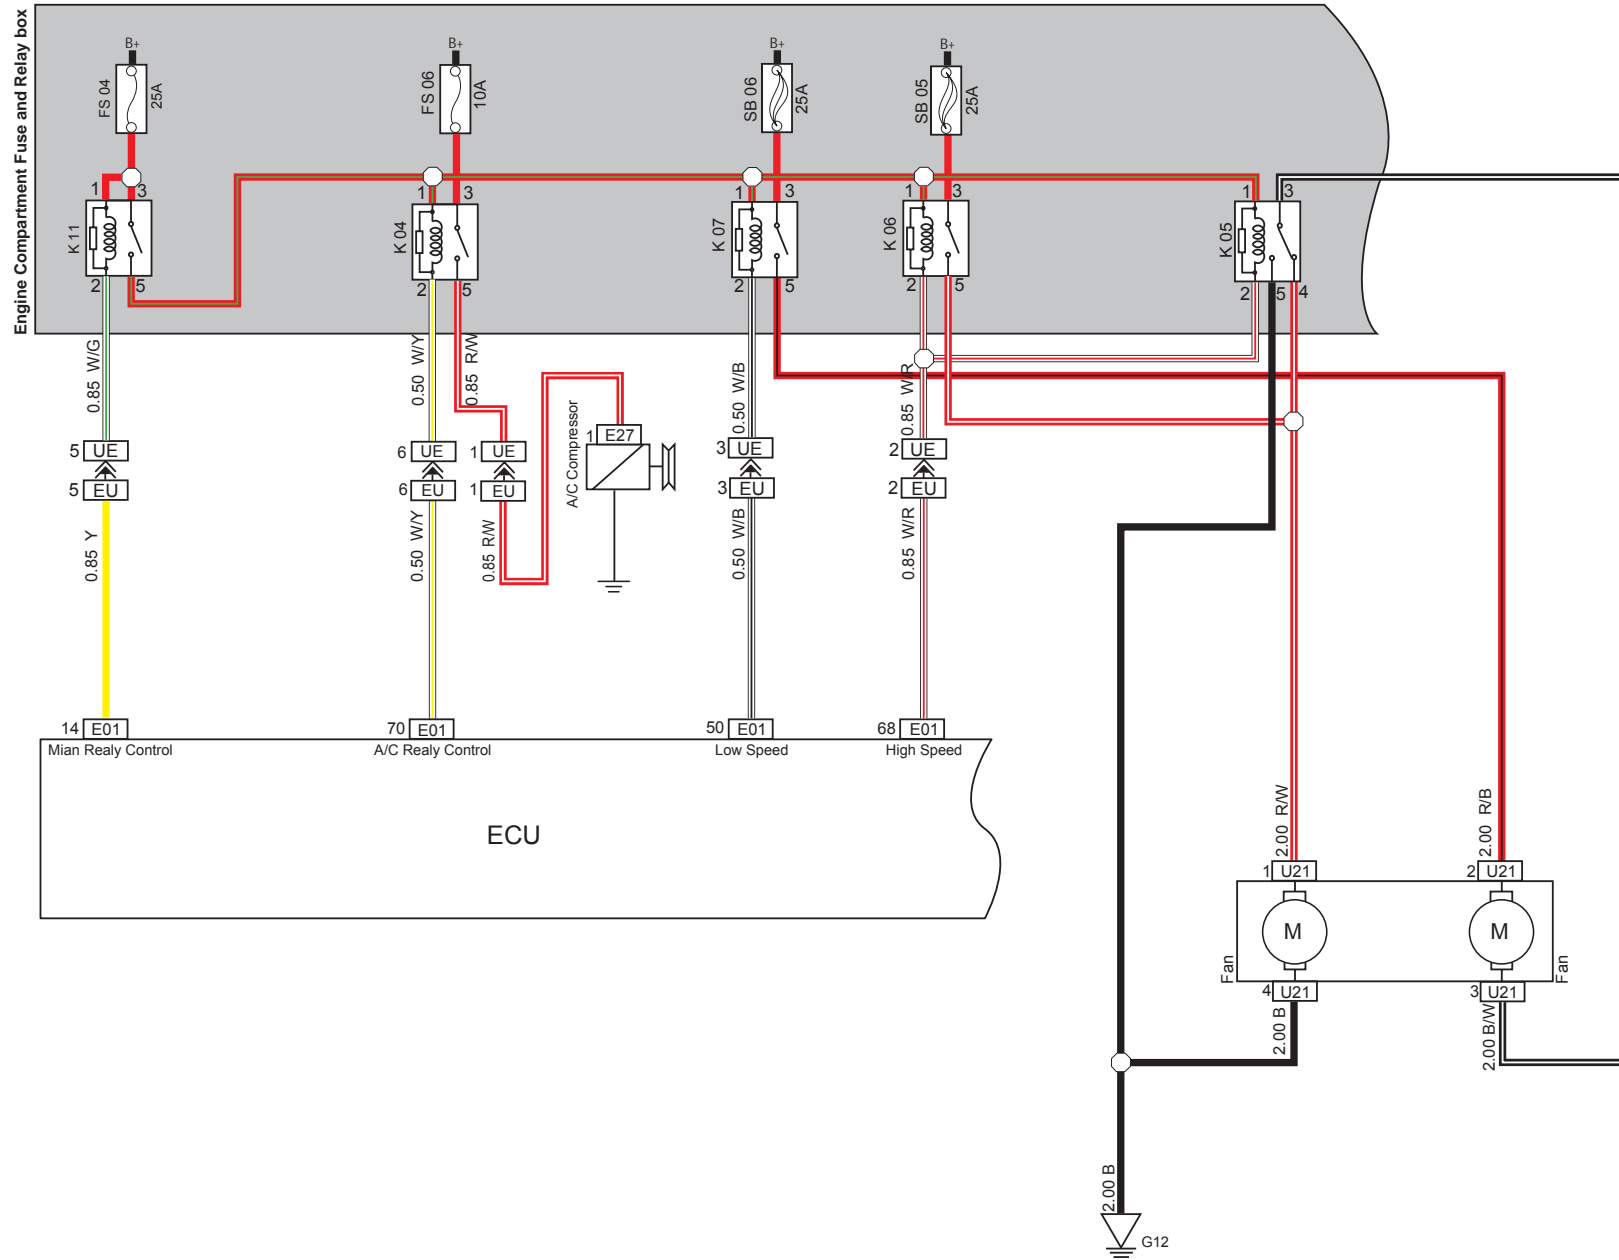 Engine Compartment Fuse and Relay box
B+
B+
B+
B+
FS 04
25A
FS 06
10A
SB 06
25A
SB 05
25A
1
3
1
3
1
3
1
3
1
3
K 11
K 04
K 07
K 06
K 05
2
5
2
5
2
5
2
5
2
5
4
0.85 W/G
0.50 W/Y
0.85 R/W
0.50 W/B
0.85 W/R
5
UE
6
UE
1
UE
3
UE
2
UE
5
EU
6
EU
1
EU
3
EU
2
EU
A/C Compressor
1
E27
0.85 Y
0.50 W/Y
0.85 R/W
0.50 W/B
0.85 W/R
14
E01
70
E01
50
E01
68
E01
Mian Realy Control
A/C Realy Control
Low Speed
High Speed
ECU
2.00 R/W
2.00 R/B
1
U21
2
U21
M
M
Fan
Fan
4
U21
3
U21
2.00 B
2.00 B/W
2.00 B
G12